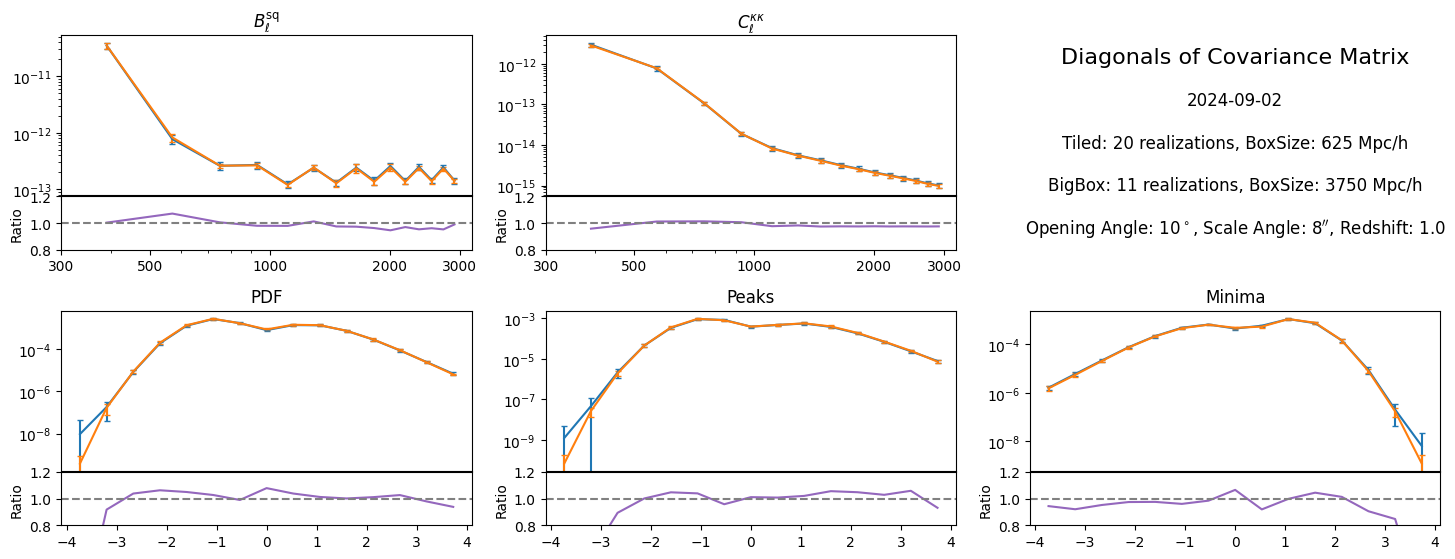 B_ℓ^sq
C_ℓ^κκ
10^−11
10^−12
10^−13
1.2
1.0
0.8
Ratio
300
500
1000
2000
3000
10^−12
10^−13
10^−14
10^−15
1.2
1.0
0.8
Ratio
300
500
1000
2000
3000
Diagonals of Covariance Matrix
2024-09-02
Tiled: 20 realizations, BoxSize: 625 Mpc/h
BigBox: 11 realizations, BoxSize: 3750 Mpc/h
Opening Angle: 10°, Scale Angle: 8″, Redshift: 1.0
PDF
10^−4
10^−6
10^−8
1.2
1.0
0.8
Ratio
−4 −3 −2 −1 0 1 2 3 4
Peaks
10^−3
10^−5
10^−7
10^−9
1.2
1.0
0.8
Ratio
−4 −3 −2 −1 0 1 2 3 4
Minima
10^−4
10^−6
10^−8
1.2
1.0
0.8
Ratio
−4 −3 −2 −1 0 1 2 3 4